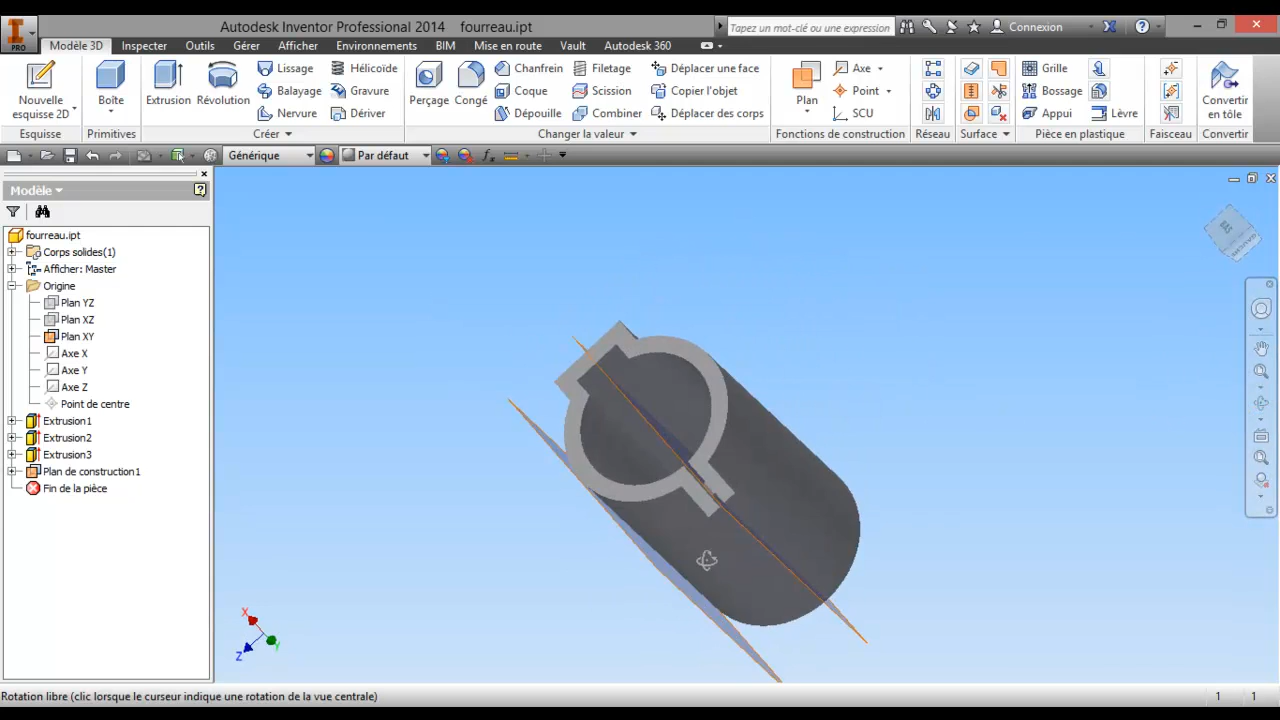 Autodesk Inventor Professional 2014 fourreau.ipt
Tapez un mot-clé ou une expression
Connexion
PRO
Modèle 3D Inspecter Outils Gérer Afficher Environnements BIM Mise en route Vault Autodesk 360
Nouvelle esquisse 2D
Boîte
Extrusion
Révolution
Lissage
Balayage
Nervure
Hélicoïde
Gravure
Dériver
Perçage
Congé
Chanfrein
Coque
Dépouille
Filetage
Scission
Combiner
Déplacer une face
Copier l'objet
Déplacer des corps
Plan
Axe
Point
SCU
Grille
Bossage
Appui
Lèvre
Convertir en tôle
Esquisse Primitives Créer Changer la valeur Fonctions de construction Réseau Surface Pièce en plastique Faisceau Convertir
Générique Par défaut
Modèle
fourreau.ipt
Corps solides(1)
Afficher: Master
Origine
Plan YZ
Plan XZ
Plan XY
Axe X
Axe Y
Axe Z
Point de centre
Extrusion1
Extrusion2
Extrusion3
Plan de construction1
Fin de la pièce
X
Y
Z
Rotation libre (clic lorsque le curseur indique une rotation de la vue centrale) 1 1